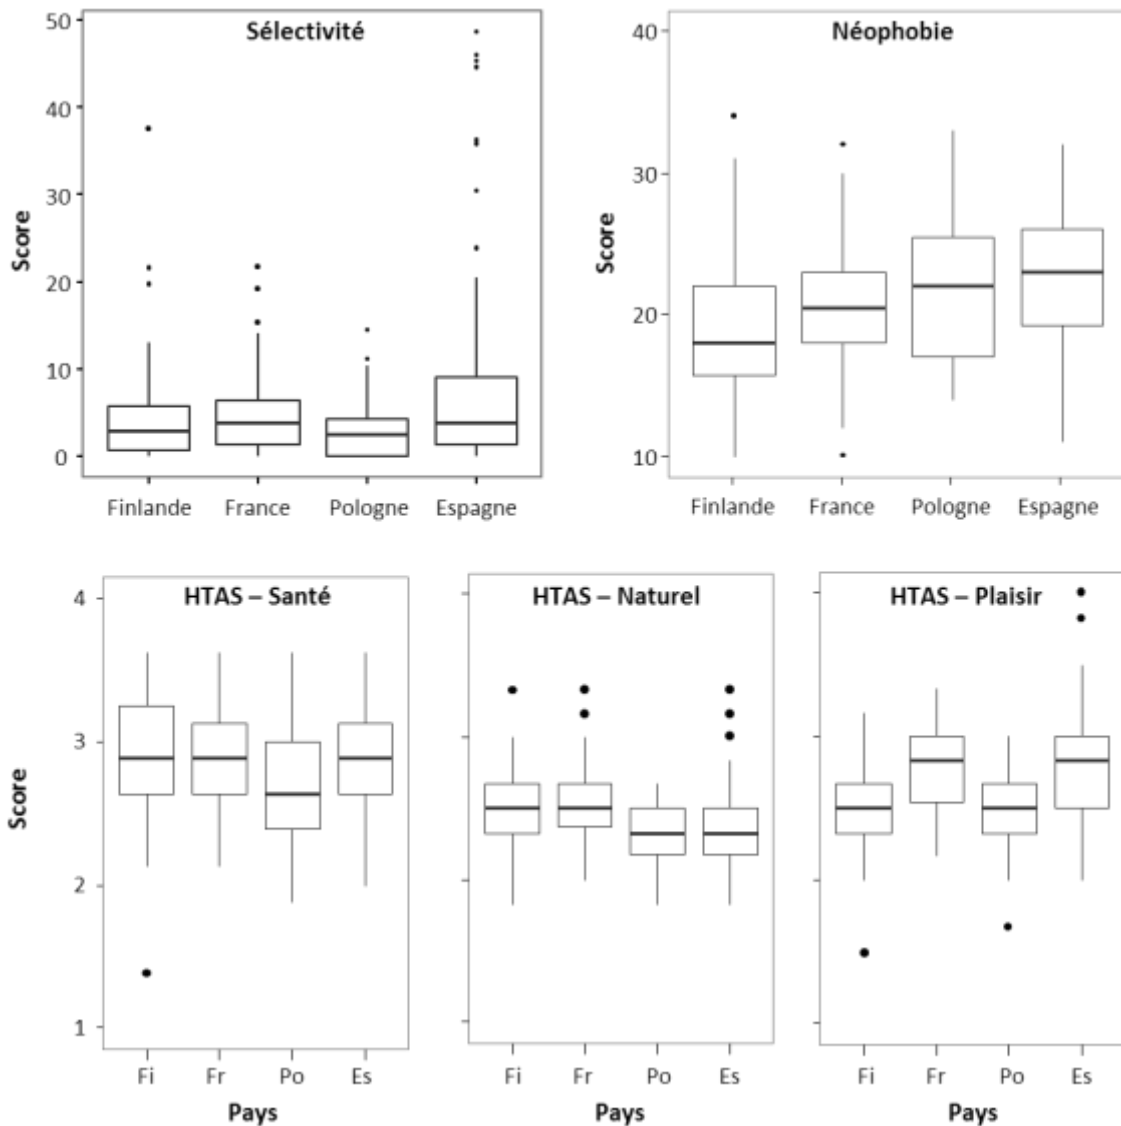 Sélectivité
50
40
30
20
10
0
Score
Finlande France Pologne Espagne
Néophobie
40
30
20
10
Score
Finlande France Pologne Espagne
HTAS – Santé
4
3
2
1
Score
Fi Fr Po Es
Pays
HTAS – Naturel
Fi Fr Po Es
Pays
HTAS – Plaisir
Fi Fr Po Es
Pays